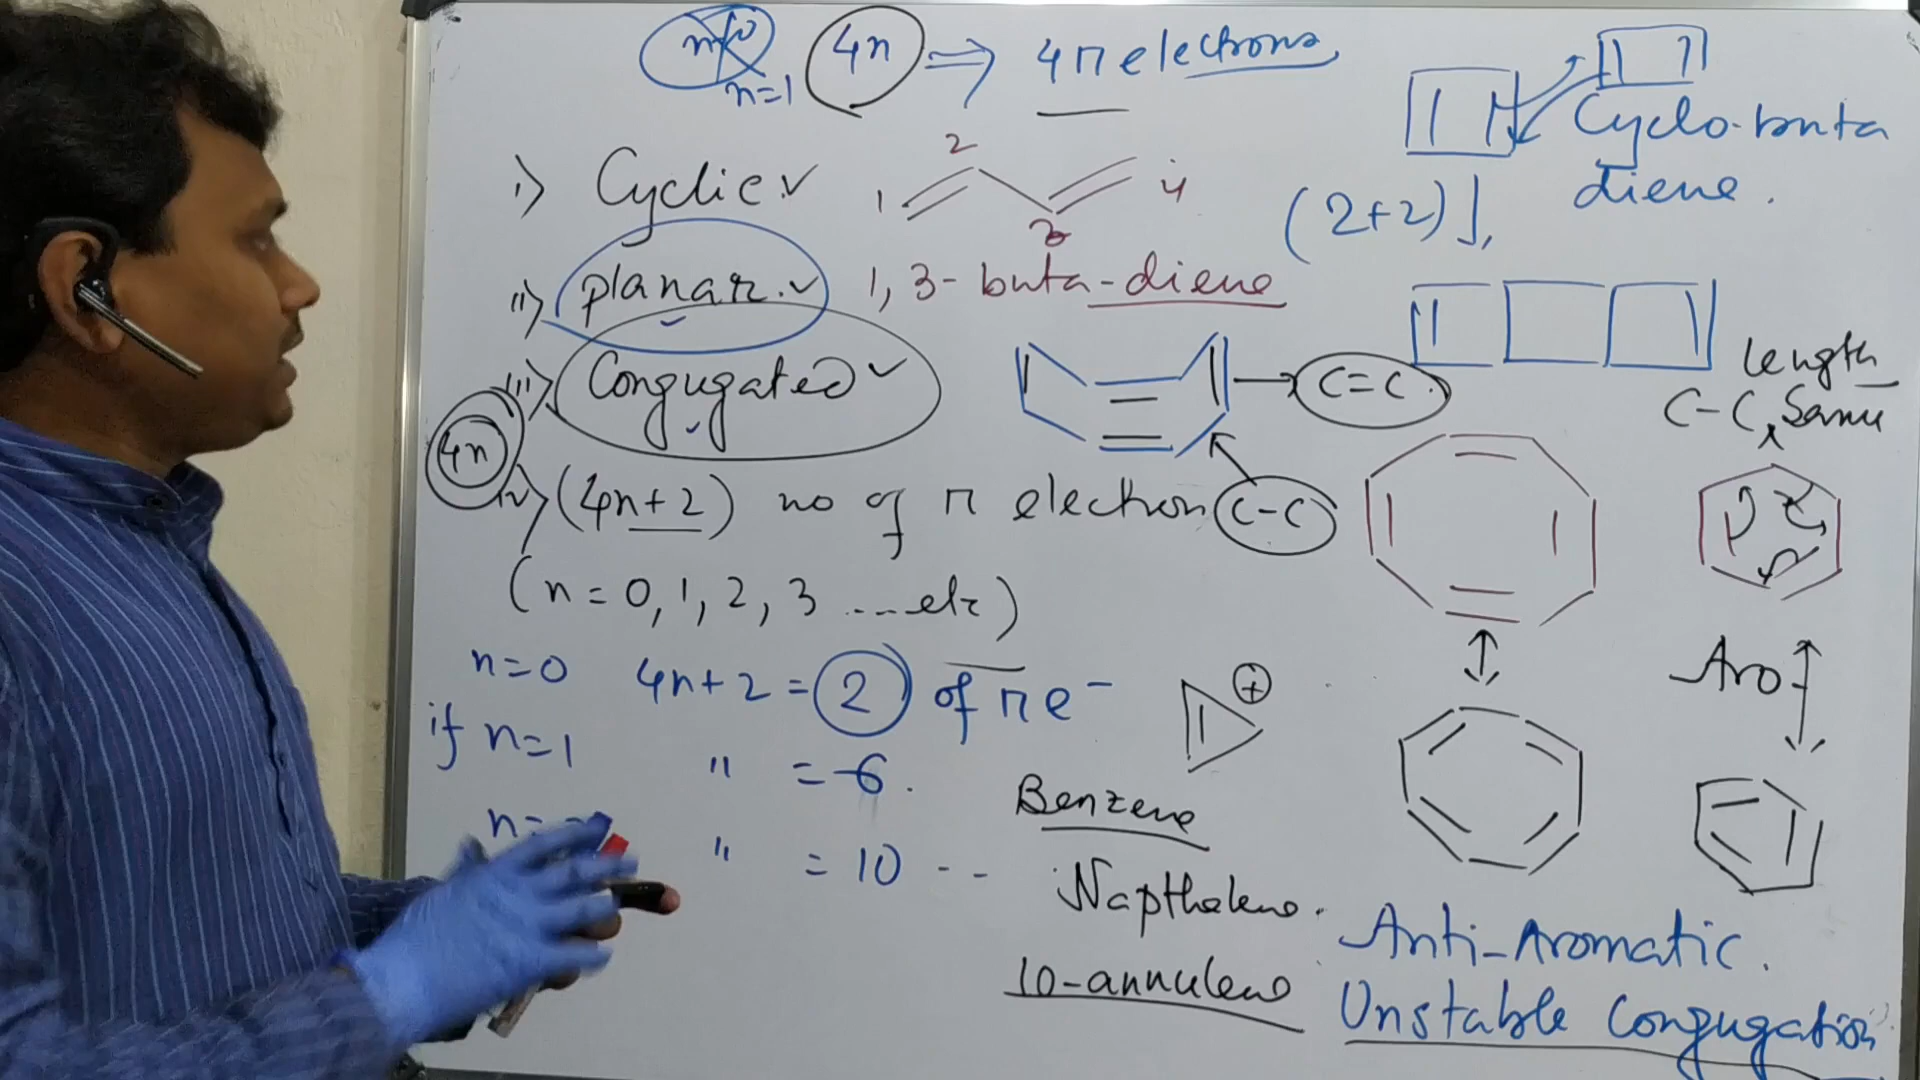 n=1 4n ⇒ 4π electrons
Cyclo-buta
diene.
i) Cyclic ✓
1 2 3 4
(2+2)],
ii) planar. ✓ 1, 3-buta-diene
iii) Conjugated ✓
C=C.
length
C-C, Same
4n
iv) (4n+2) no of π electron
C-C
(n=0, 1, 2, 3 ....etc)
n=0 4n+2 = 2 of π e⁻
+
Aro
if n=1 " = 6.
n= " = 10 --
Benzene
Napthalene.
10-annulene
Anti-Aromatic.
Unstable Conjugation